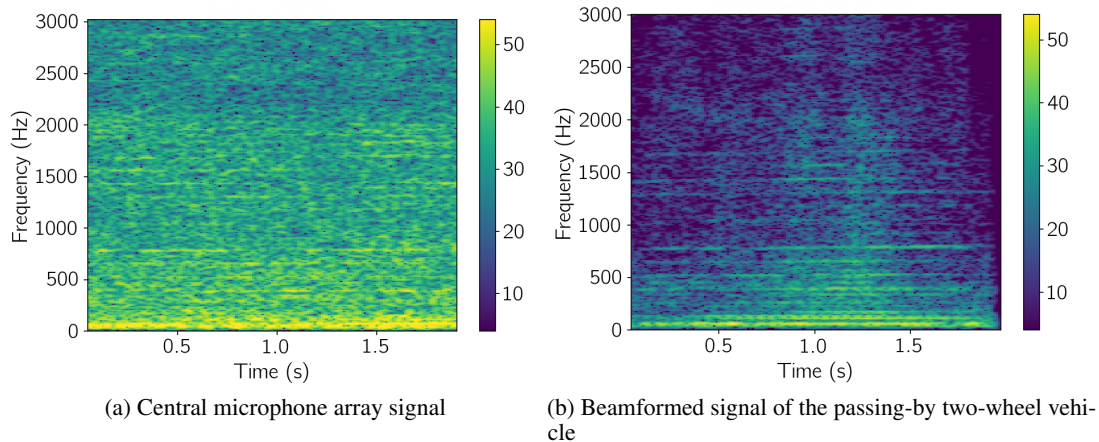 3000
2500
2000
1500
1000
500
0
Frequency (Hz)
0.5 1.0 1.5
Time (s)
50
40
30
20
10
(a) Central microphone array signal
3000
2500
2000
1500
1000
500
0
Frequency (Hz)
0.5 1.0 1.5
Time (s)
50
40
30
20
10
(b) Beamformed signal of the passing-by two-wheel vehi-
cle